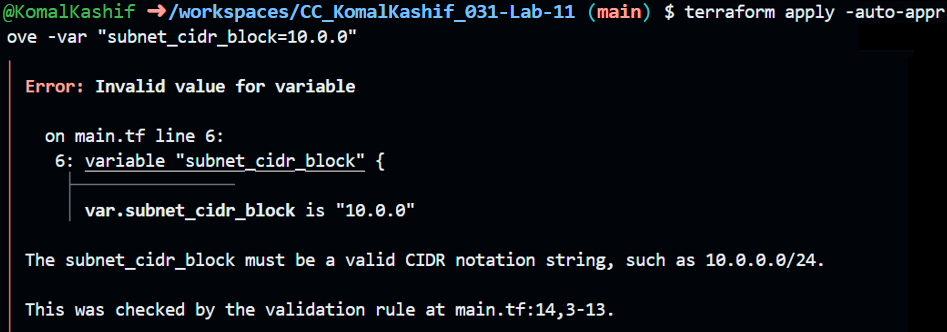 @KomalKashif ➜/workspaces/CC_KomalKashif_031-Lab-11 (main) $ terraform apply -auto-appr
ove -var "subnet_cidr_block=10.0.0"
Error: Invalid value for variable
on main.tf line 6:
6: variable "subnet_cidr_block" {
var.subnet_cidr_block is "10.0.0"
The subnet_cidr_block must be a valid CIDR notation string, such as 10.0.0.0/24.
This was checked by the validation rule at main.tf:14,3-13.